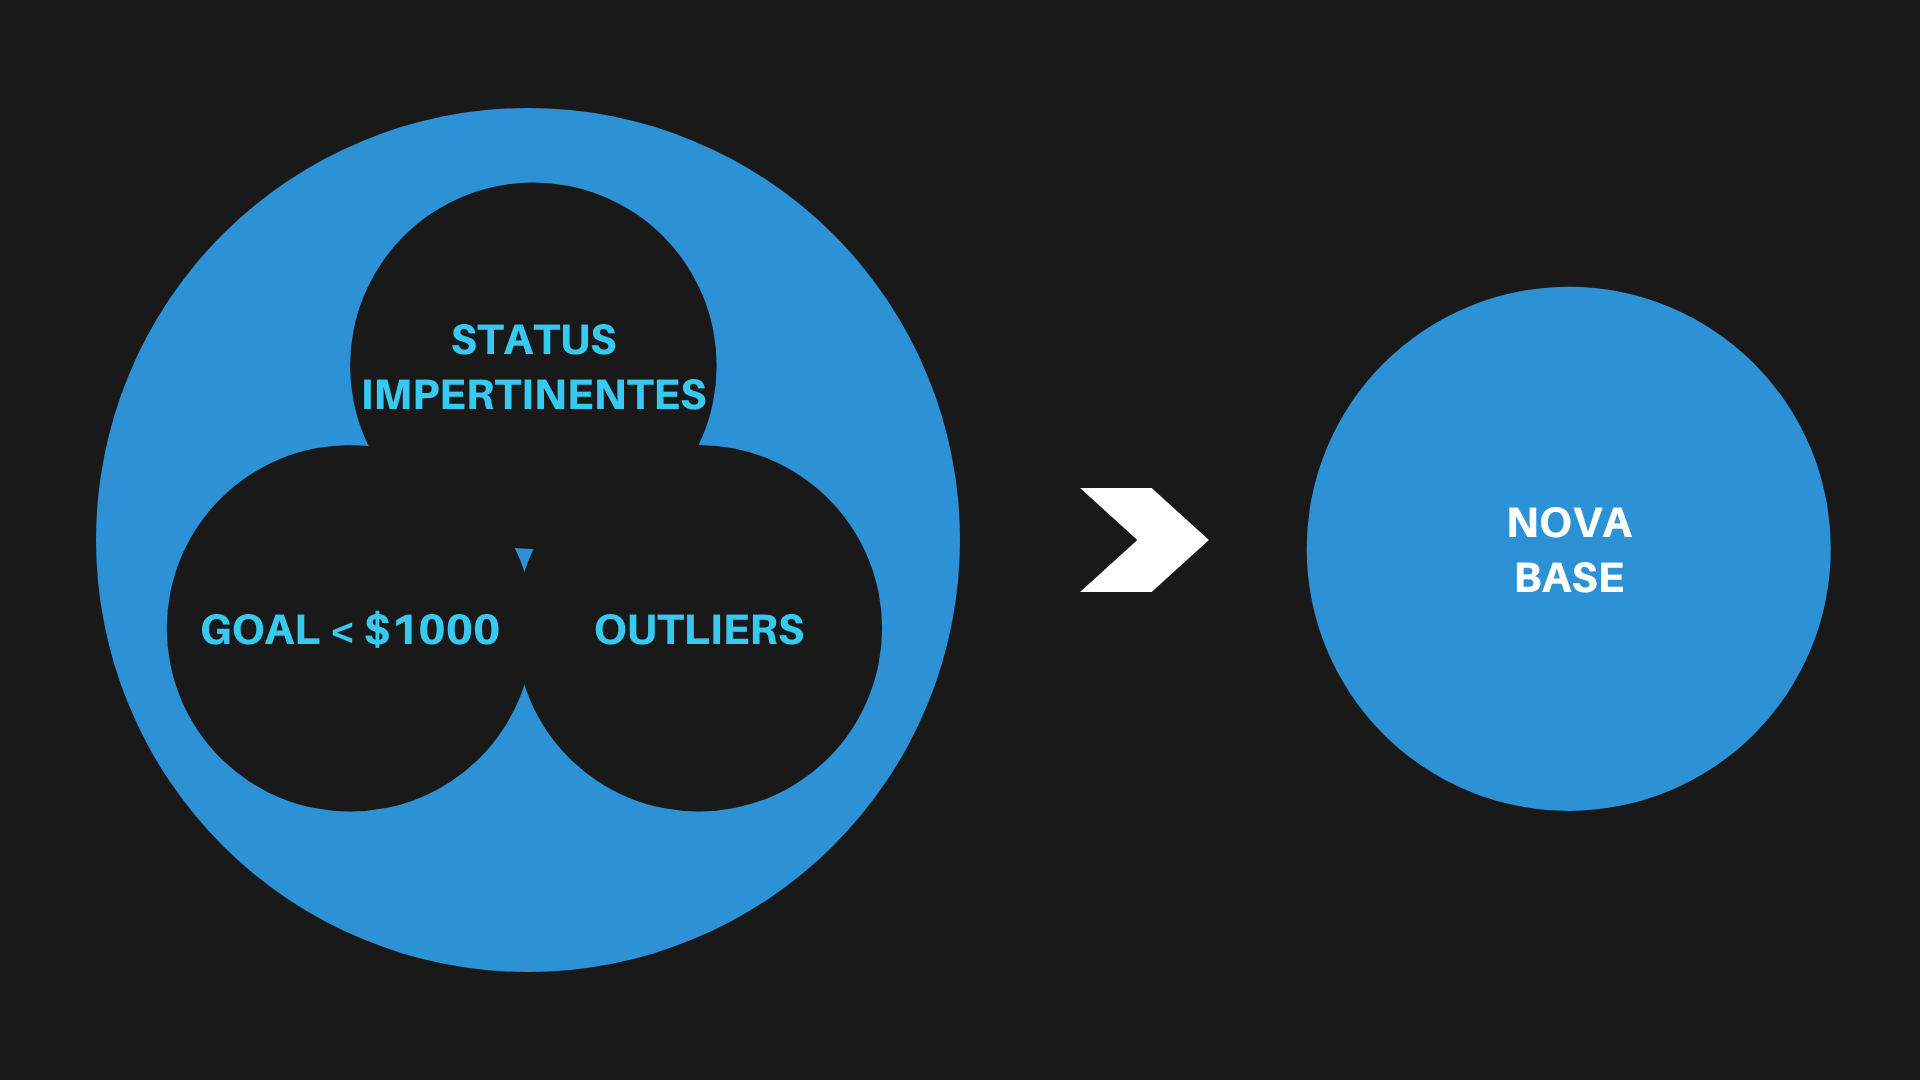 STATUS
IMPERTINENTES
GOAL < $1000
OUTLIERS
NOVA
BASE